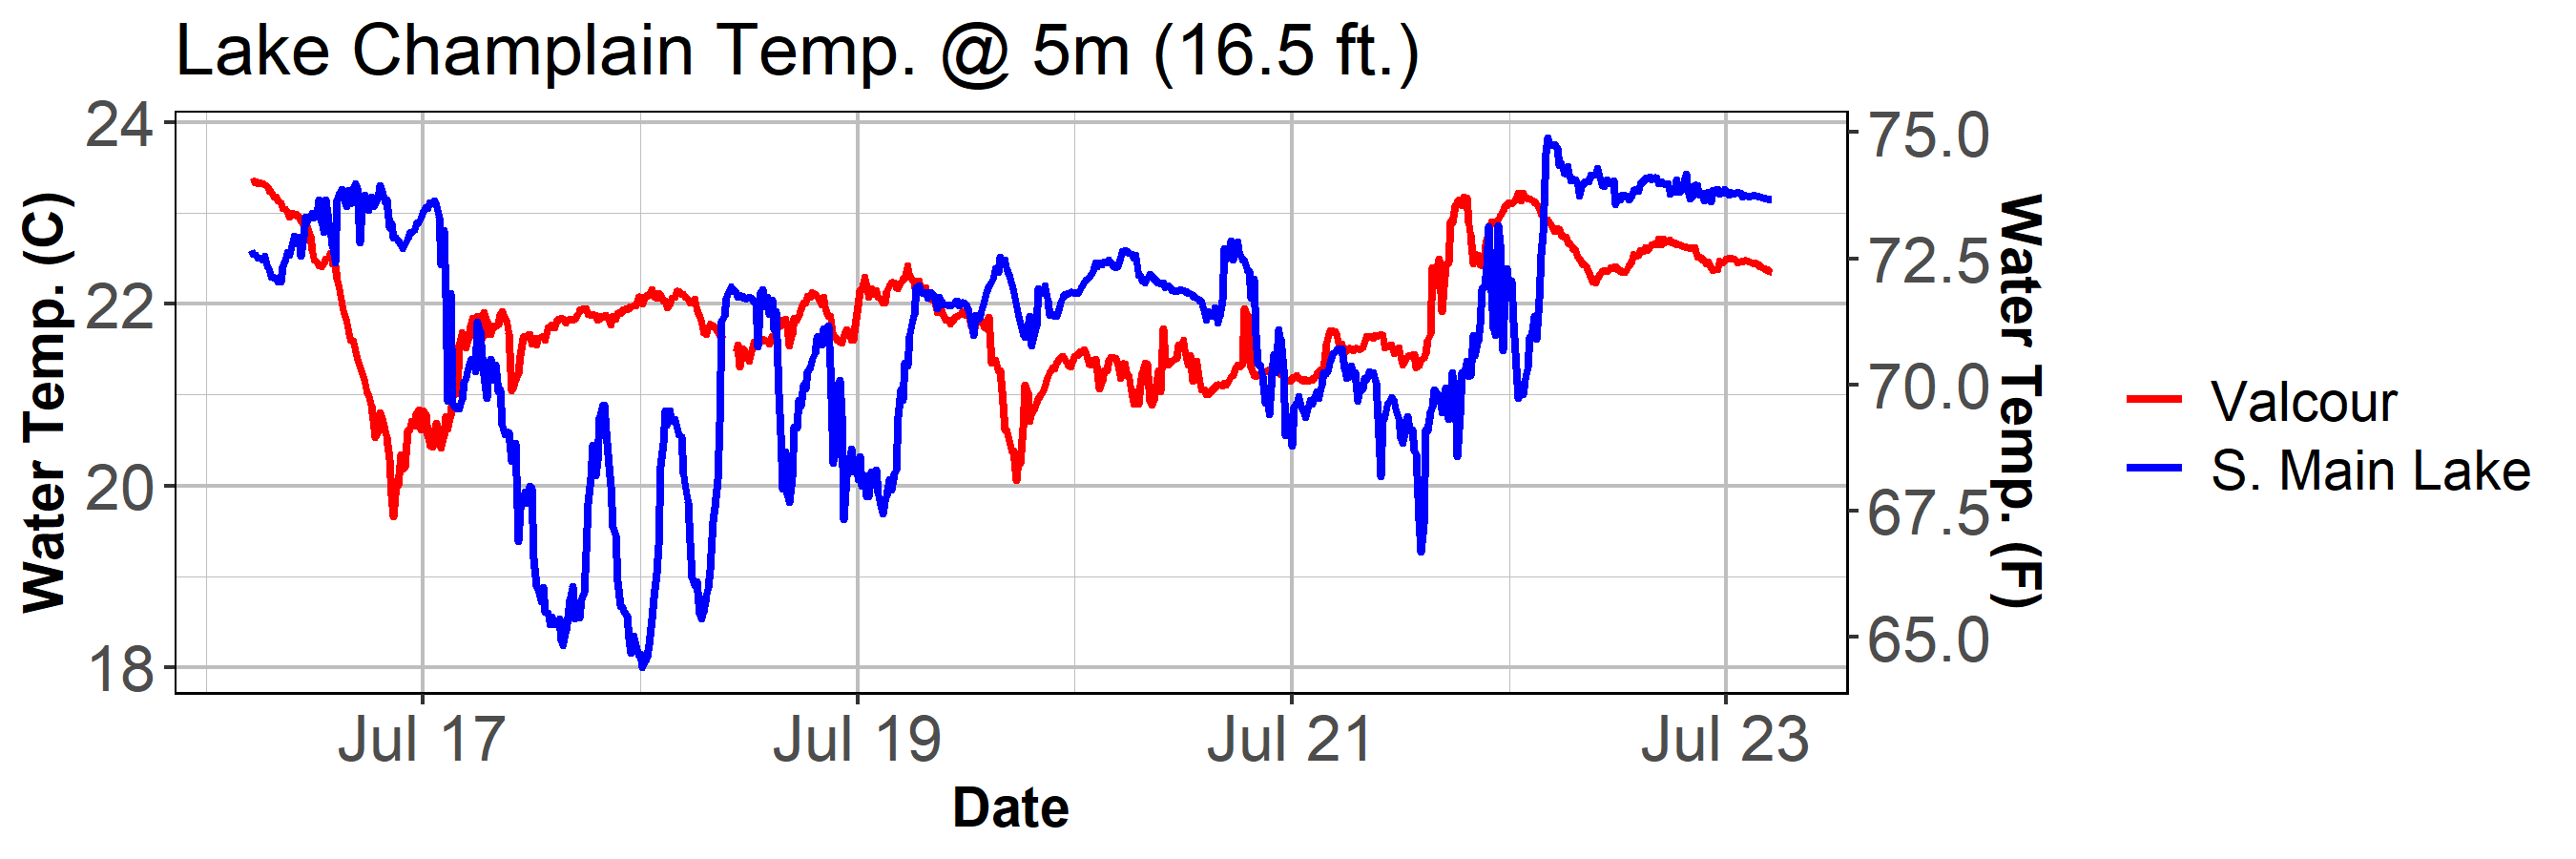 Lake Champlain Temp. @ 5m (16.5 ft.)
Water Temp. (C)
24
22
20
18
75.0
72.5
70.0
67.5
65.0
Water Temp. (F)
Jul 17
Jul 19
Jul 21
Jul 23
Date
Valcour
S. Main Lake